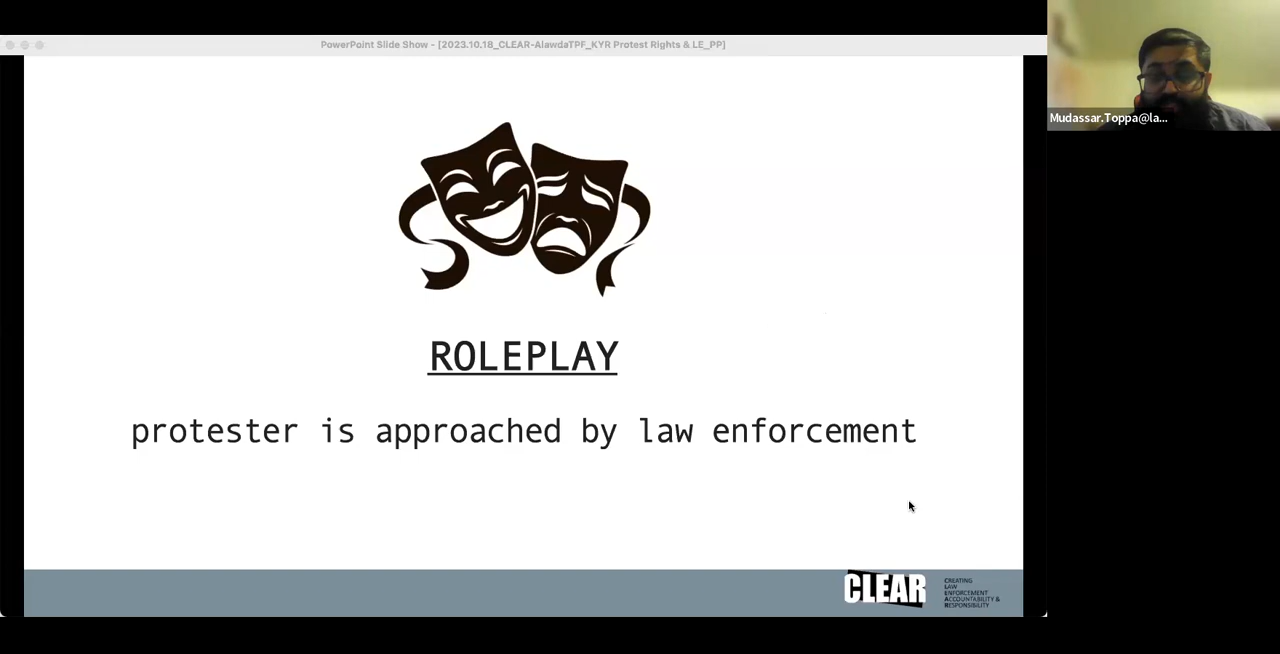 PowerPoint Slide Show - [2023.10.18_CLEAR-AlawdaTPF_KYR Protest Rights & LE_PP]
Mudassar.Toppa@la...
ROLEPLAY
protester is approached by law enforcement
CLEAR
CREATING
LAW
ENFORCEMENT
ACCOUNTABILITY &
RESPONSIBILITY